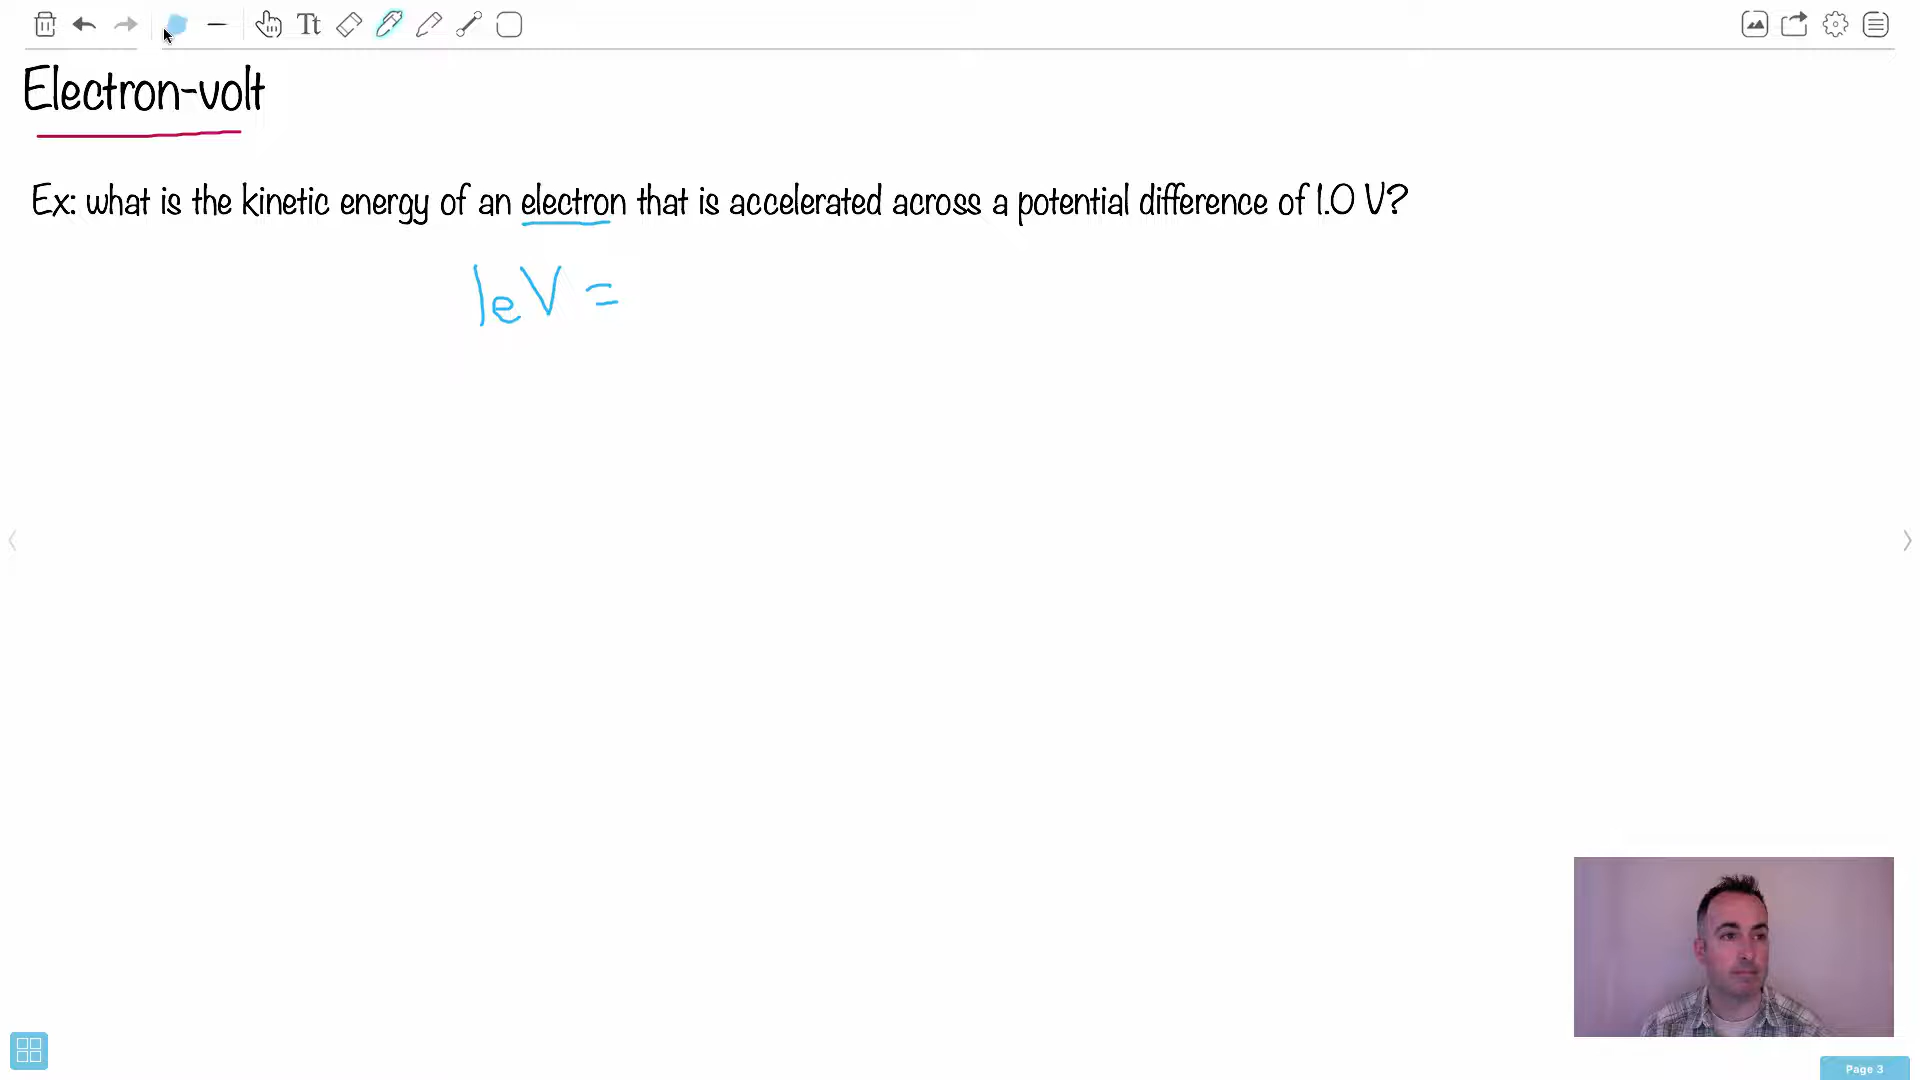 Tt
Electron-volt
Ex: what is the kinetic energy of an electron that is accelerated across a potential difference of 1.0 V?
1eV =
Page 3